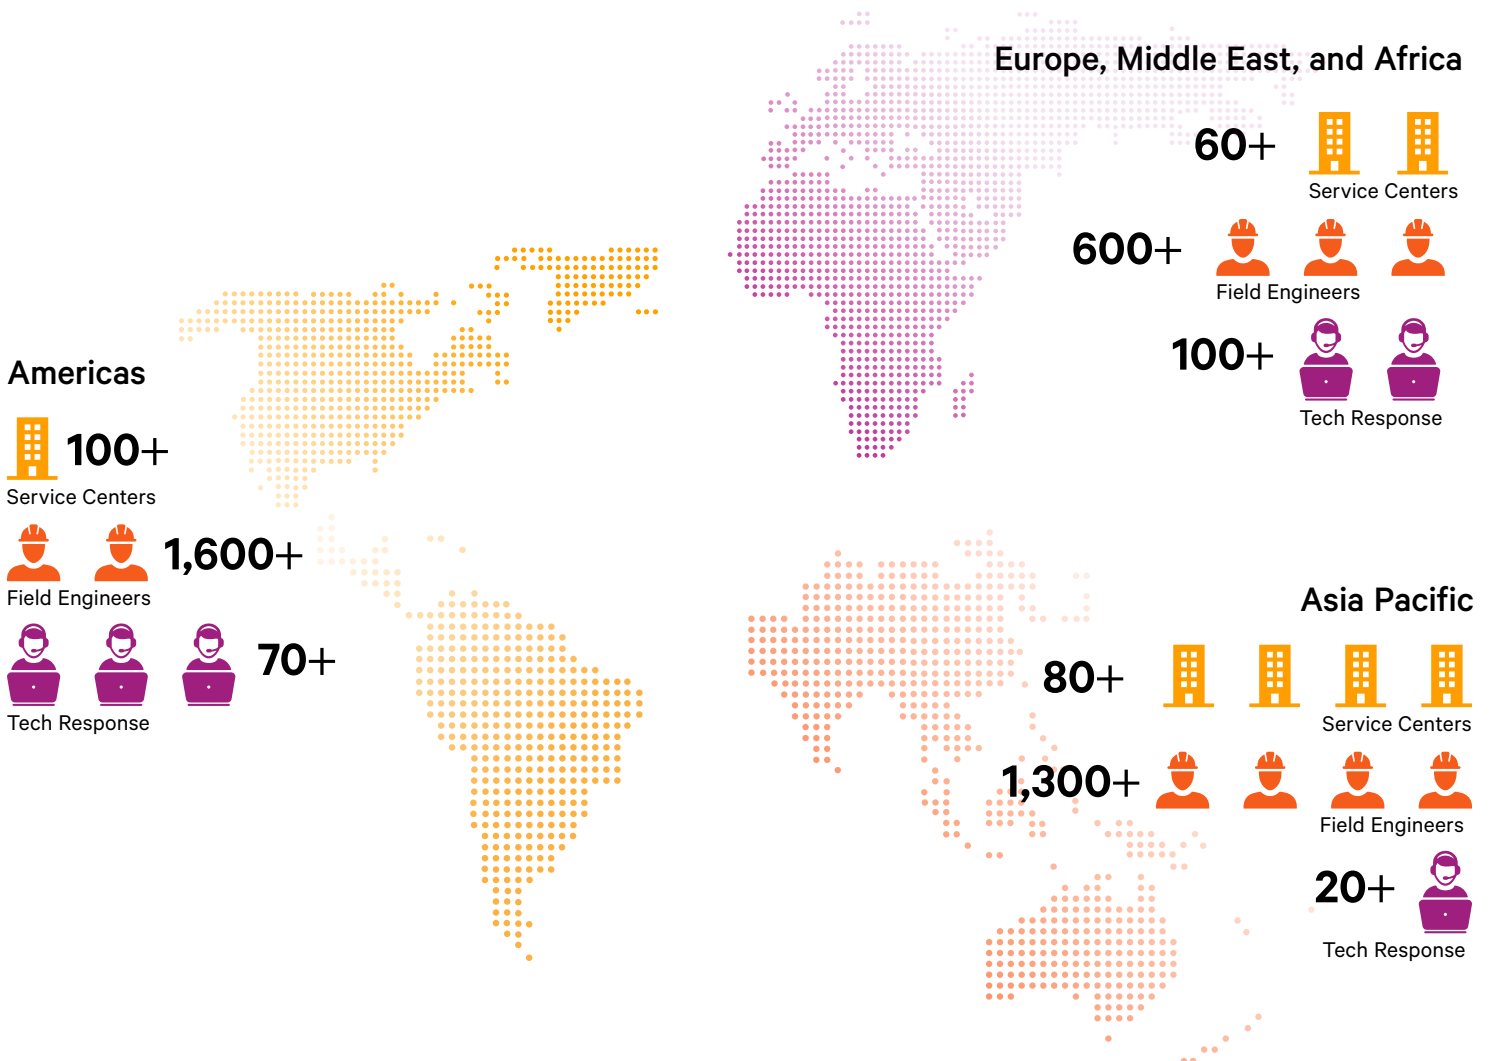 Europe, Middle East, and Africa
60+
Service Centers
600+
Field Engineers
100+
Tech Response
Americas
100+
Service Centers
1,600+
Field Engineers
70+
Tech Response
Asia Pacific
80+
Service Centers
1,300+
Field Engineers
20+
Tech Response